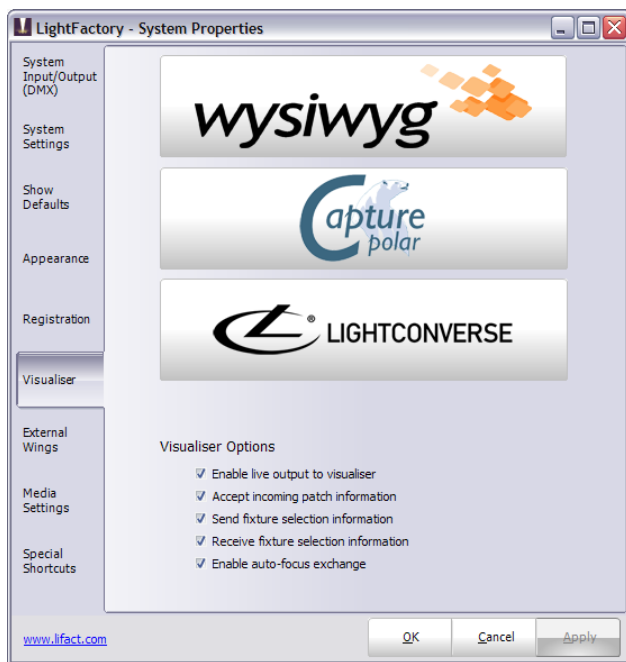 LightFactory - System Properties
System
Input/Output
(DMX)
System
Settings
Show
Defaults
Appearance
Registration
Visualiser
External
Wings
Media
Settings
Special
Shortcuts
wysiwyg
Capture
polar
® LIGHTCONVERSE
Visualiser Options
Enable live output to visualiser
Accept incoming patch information
Send fixture selection information
Receive fixture selection information
Enable auto-focus exchange
www.lifact.com
OK Cancel Apply